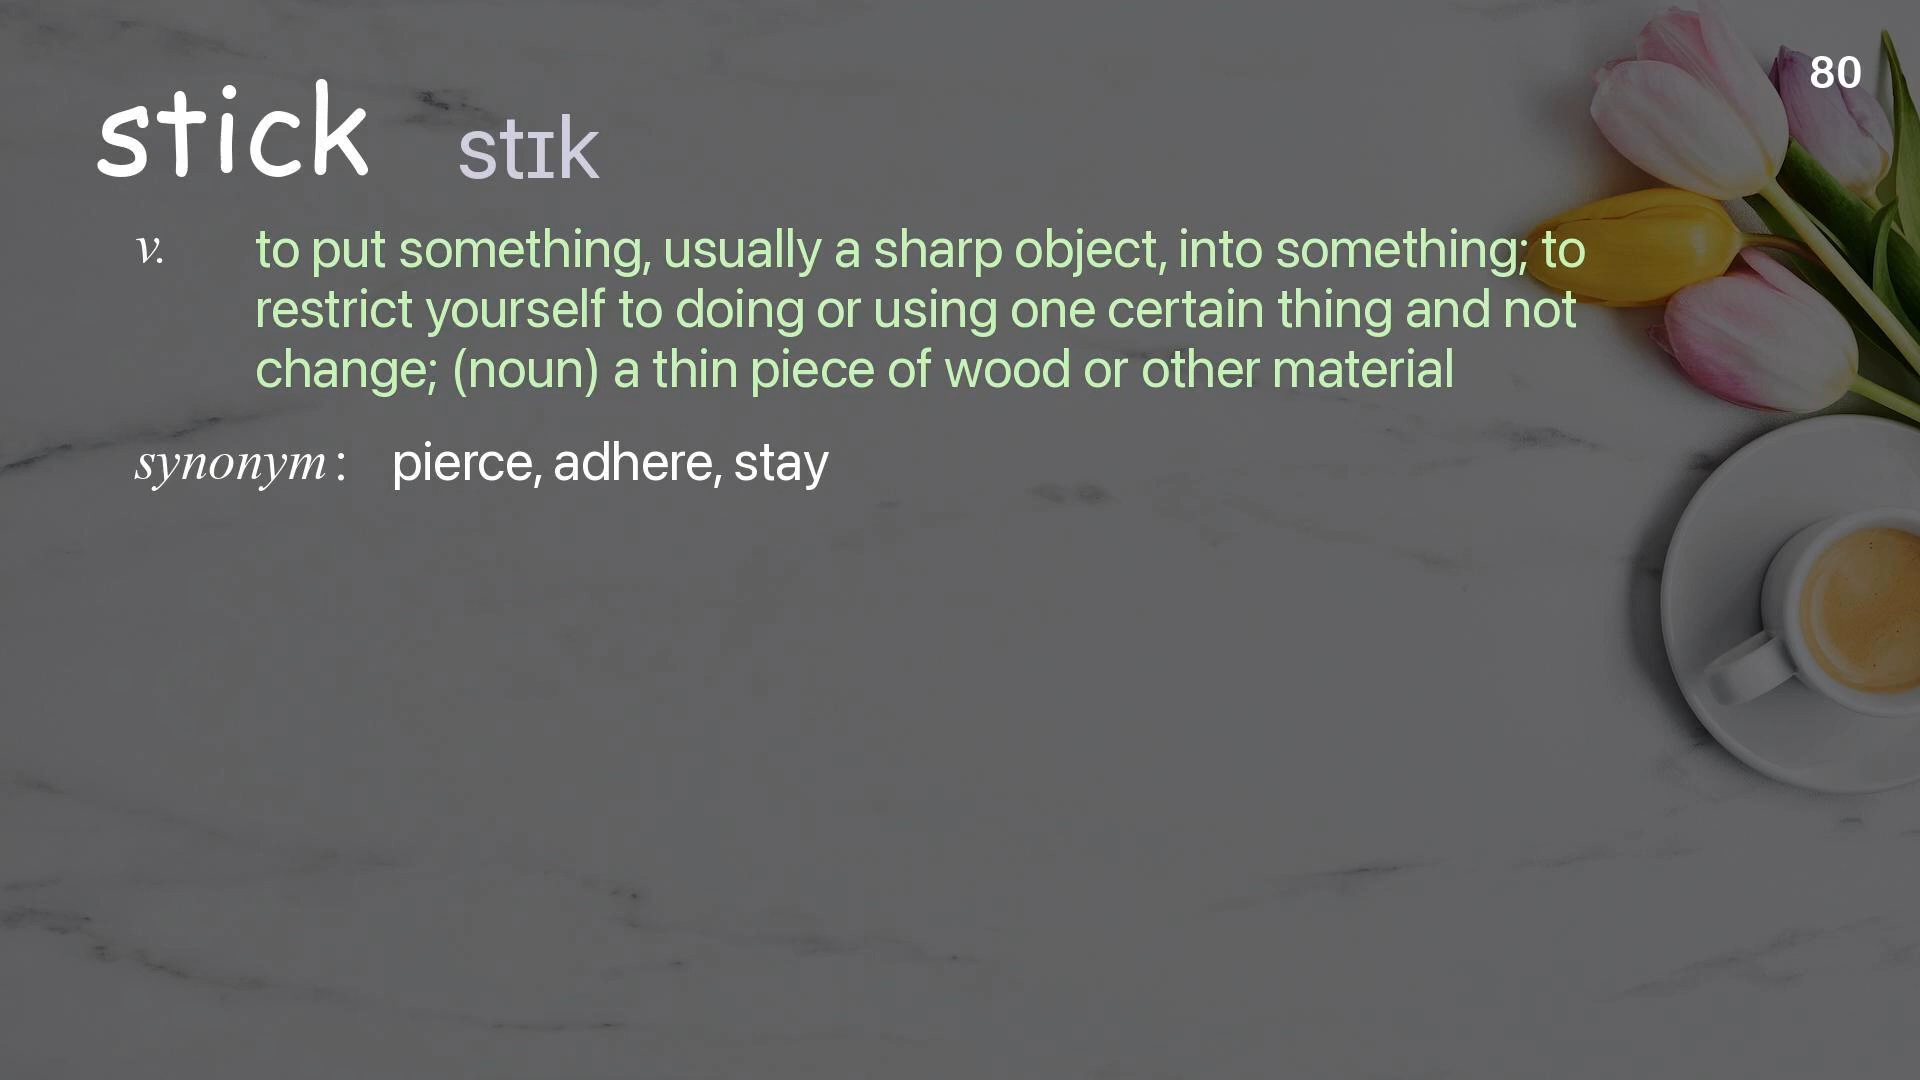 80
stick stɪk
v. to put something, usually a sharp object, into something; to
restrict yourself to doing or using one certain thing and not
change; (noun) a thin piece of wood or other material
synonym : pierce, adhere, stay